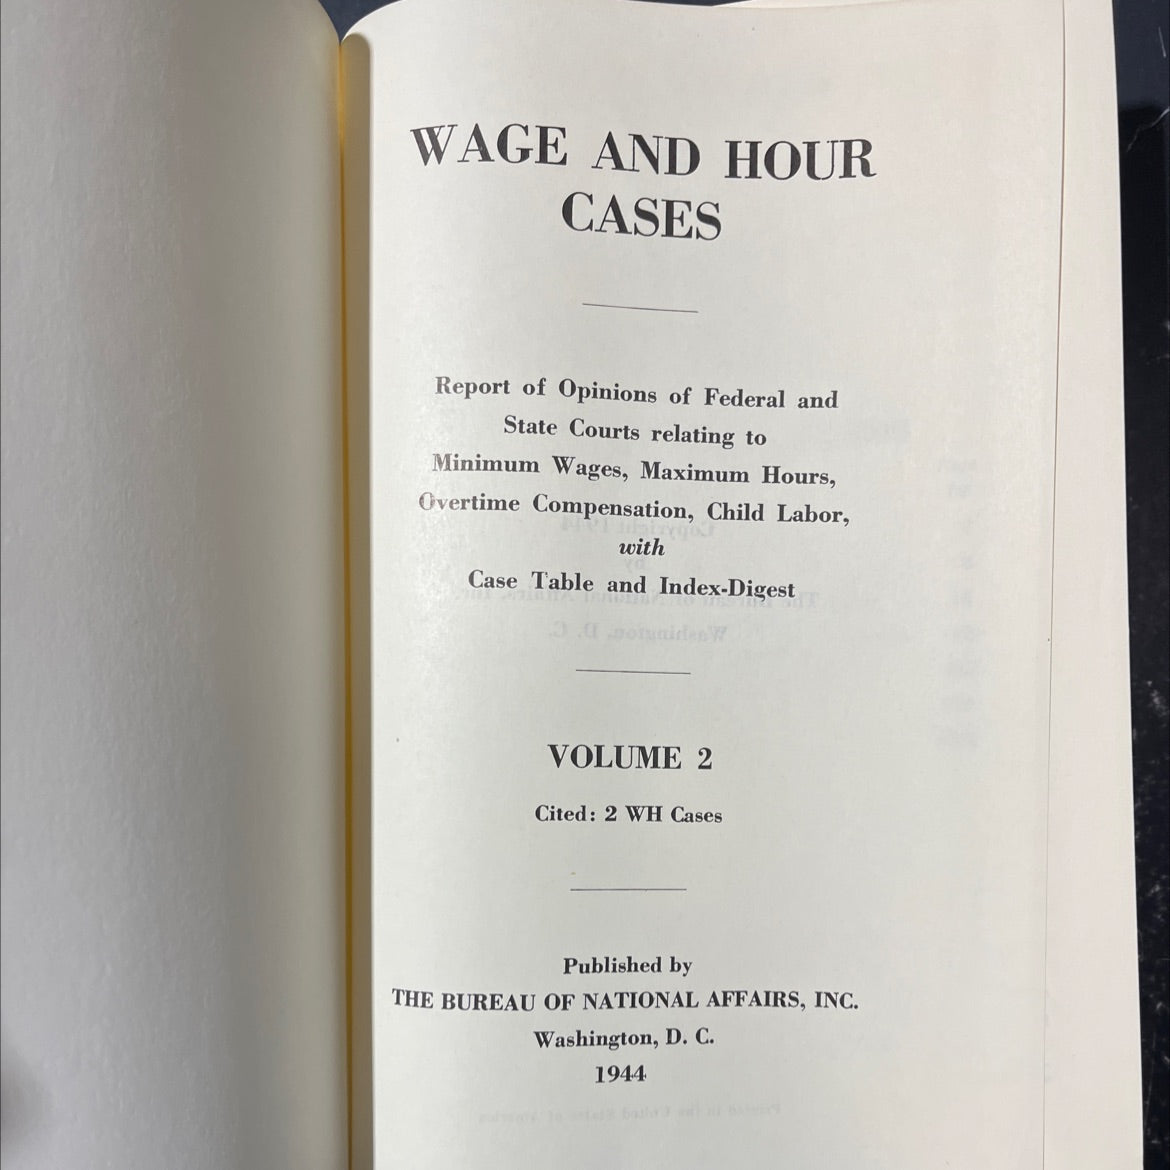 WAGE AND HOUR
CASES
Report of Opinions of Federal and
State Courts relating to
Minimum Wages, Maximum Hours,
Overtime Compensation, Child Labor,
with
Case Table and Index-Digest
VOLUME 2
Cited: 2 WH Cases
Published by
THE BUREAU OF NATIONAL AFFAIRS, INC.
Washington, D. C.
1944